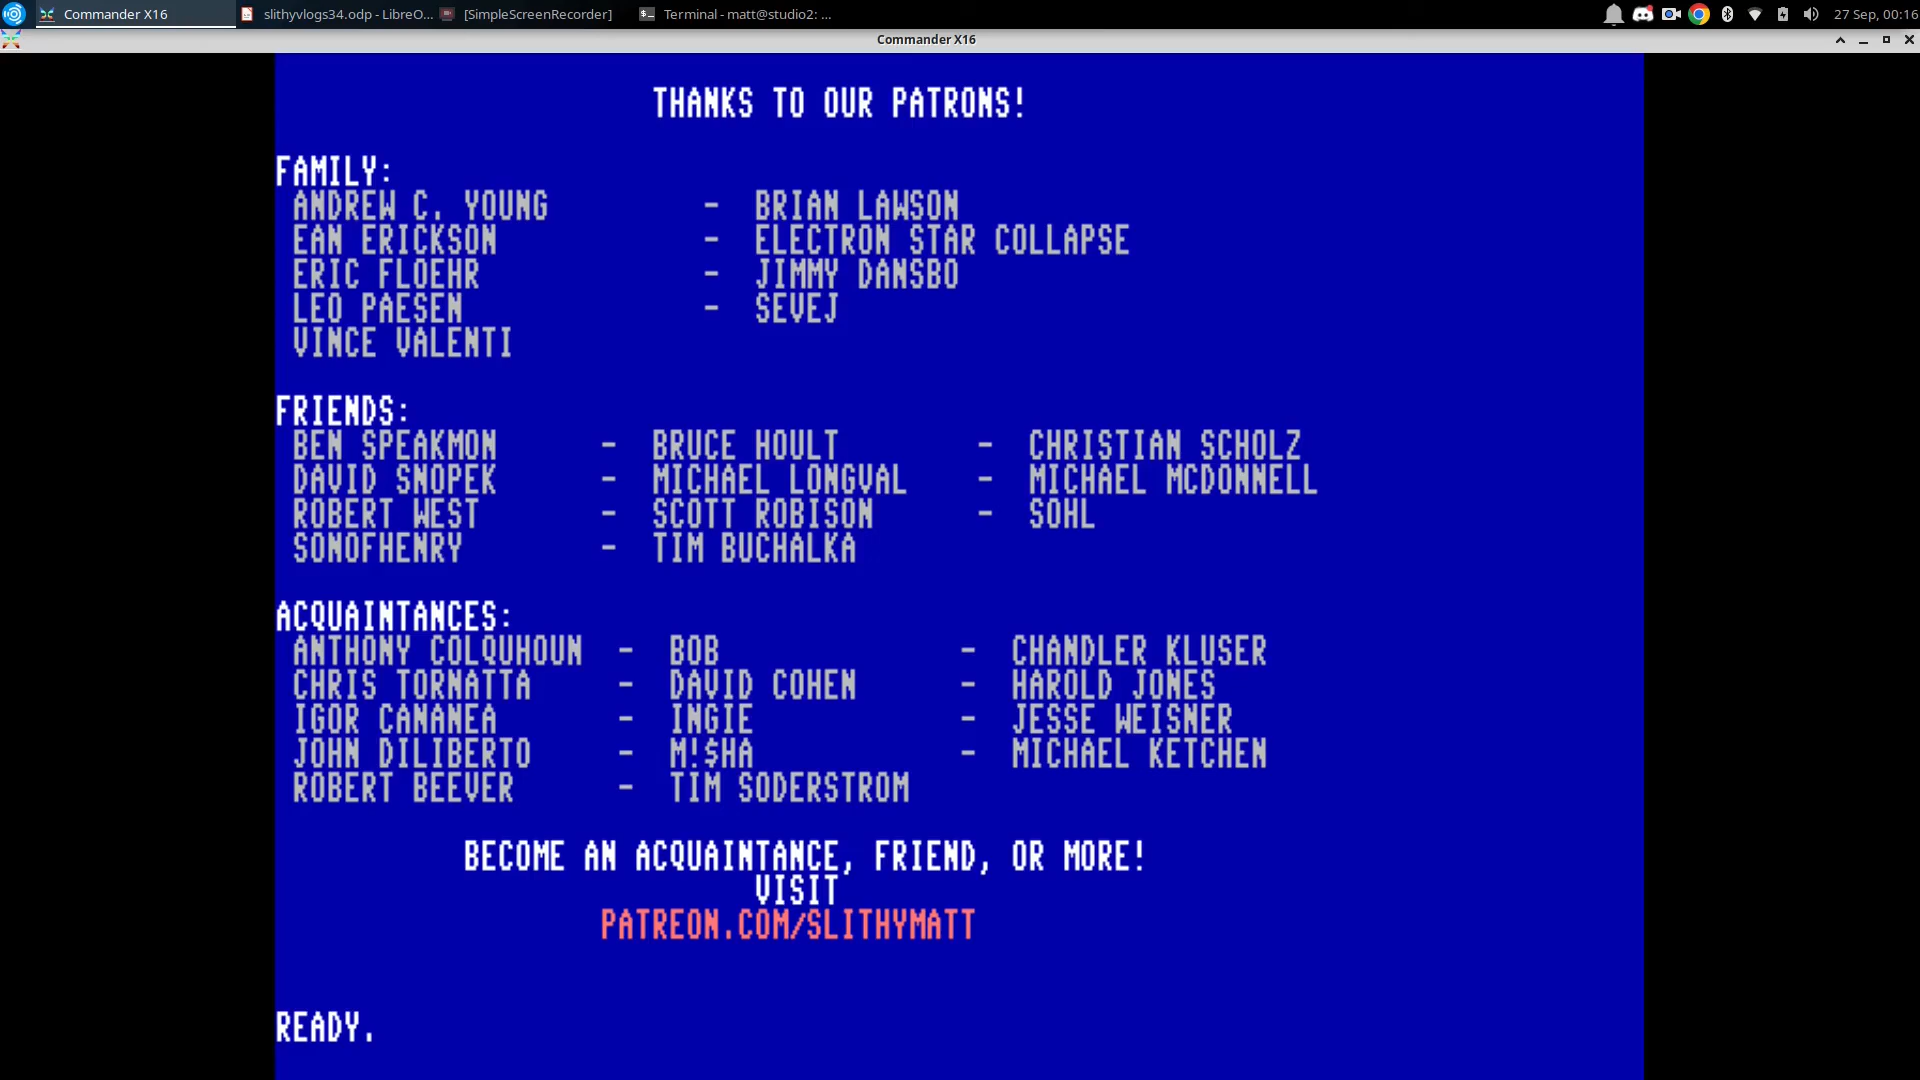 Commander X16 slithyvlogs34.odp - LibreO... [SimpleScreenRecorder] Terminal - matt@studio2: ... 27 Sep, 00:16
Commander X16
THANKS TO OUR PATRONS!
FAMILY:
ANDREW C. YOUNG - BRIAN LAWSON
EAN ERICKSON - ELECTRON STAR COLLAPSE
ERIC FLOEHR - JIMMY DANSBO
LEO PAESEN - SEVEJ
VINCE VALENTI
FRIENDS:
BEN SPEAKMON - BRUCE HOULT - CHRISTIAN SCHOLZ
DAVID SNOPEK - MICHAEL LONGVAL - MICHAEL MCDONNELL
ROBERT WEST - SCOTT ROBISON - SOHL
SONOFHENRY - TIM BUCHALKA
ACQUAINTANCES:
ANTHONY COLQUHOUN - BOB - CHANDLER KLUSER
CHRIS TORNATTA - DAVID COHEN - HAROLD JONES
IGOR CANANEA - INGIE - JESSE WEISNER
JOHN DILIBERTO - M!$HA - MICHAEL KETCHEN
ROBERT BEEVER - TIM SODERSTROM
BECOME AN ACQUAINTANCE, FRIEND, OR MORE!
VISIT
PATREON.COM/SLITHYMATT
READY.